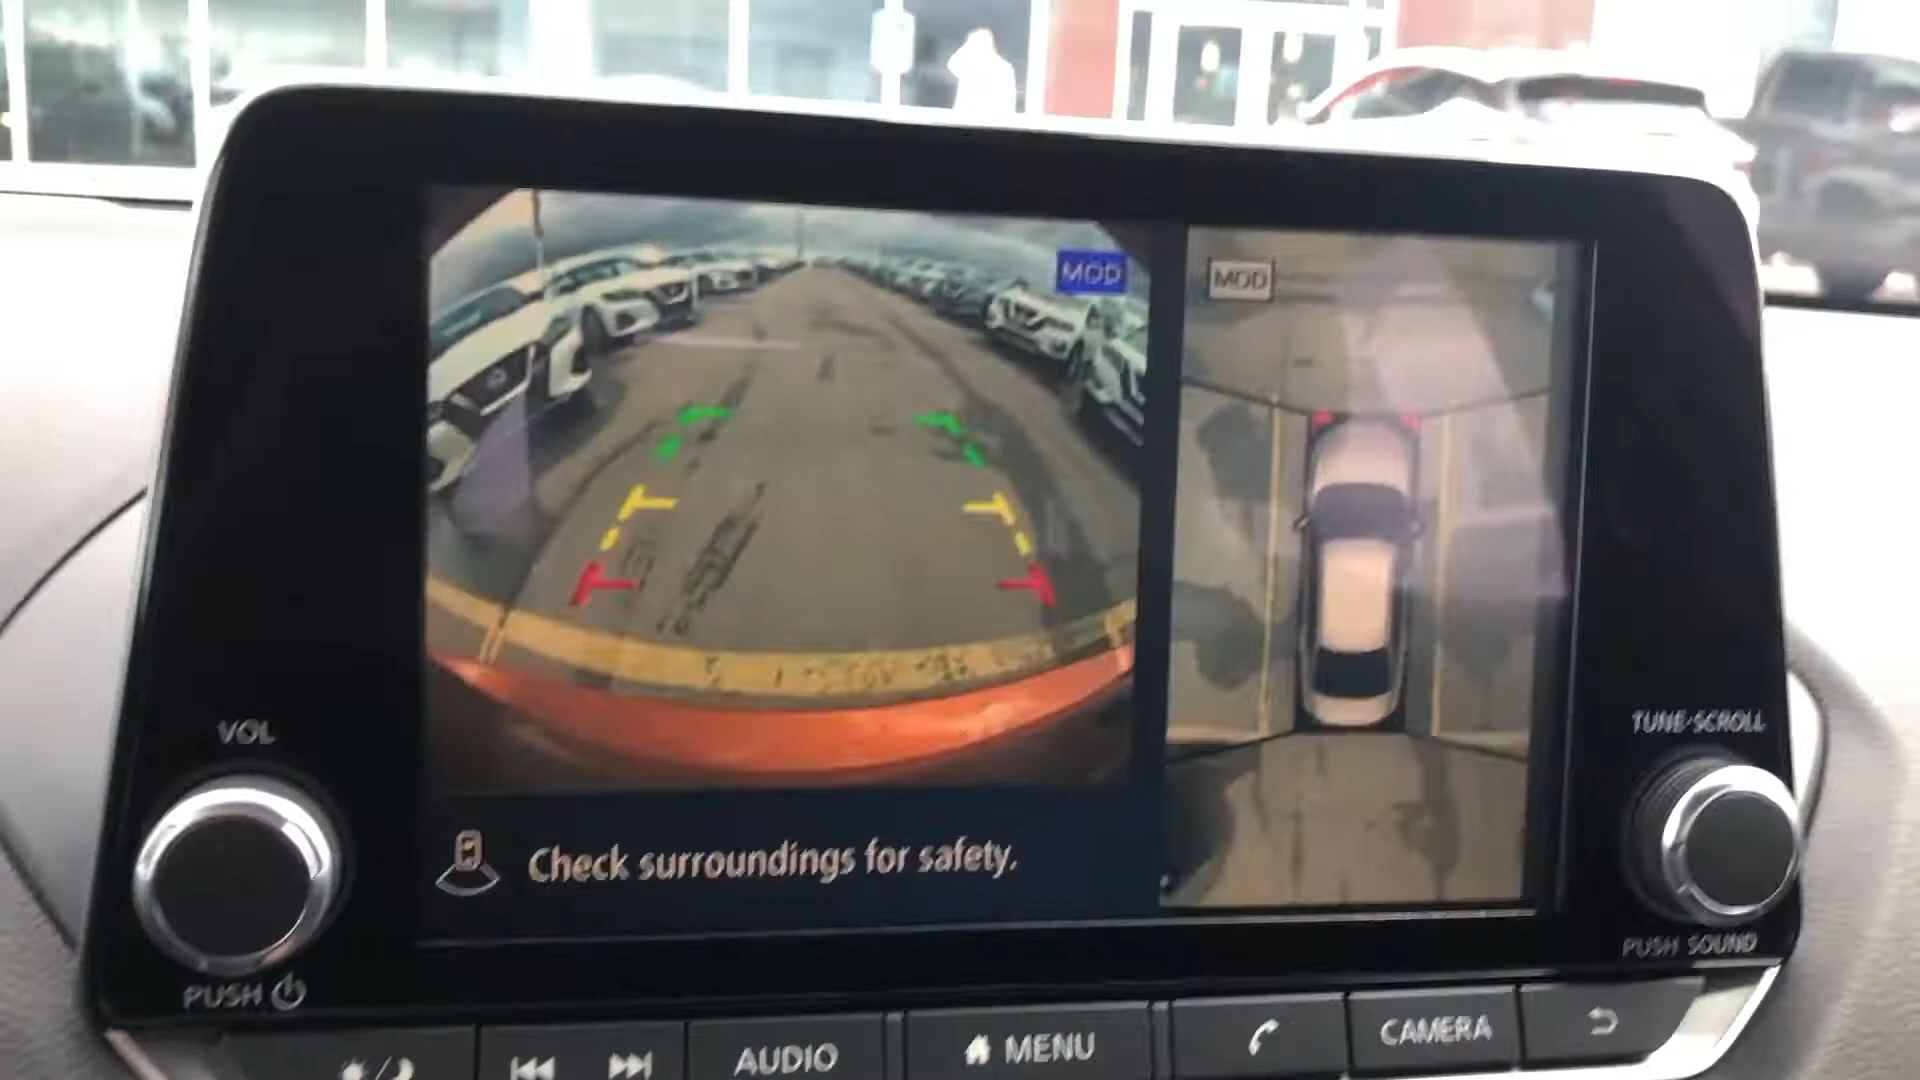 MOD
MOD
VOL
TUNE·SCROLL
Check surroundings for safety.
PUSH
PUSH SOUND
AUDIO
MENU
CAMERA